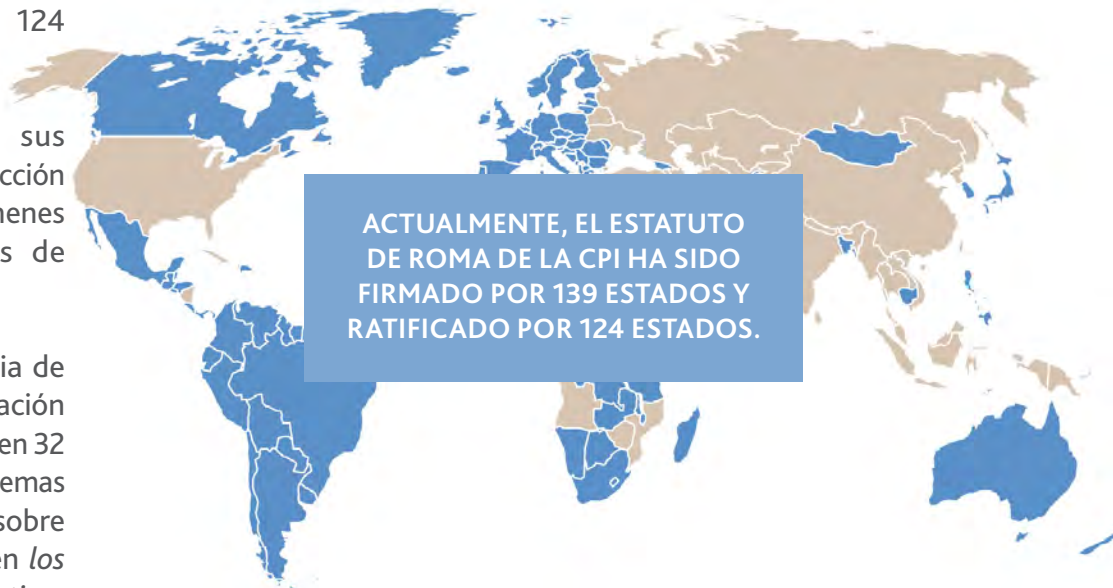 124
sus
cción
nenes
s de
ia de
ación
en 32
emas
sobre
en los
ACTUALMENTE, EL ESTATUTO
DE ROMA DE LA CPI HA SIDO
FIRMADO POR 139 ESTADOS Y
RATIFICADO POR 124 ESTADOS.